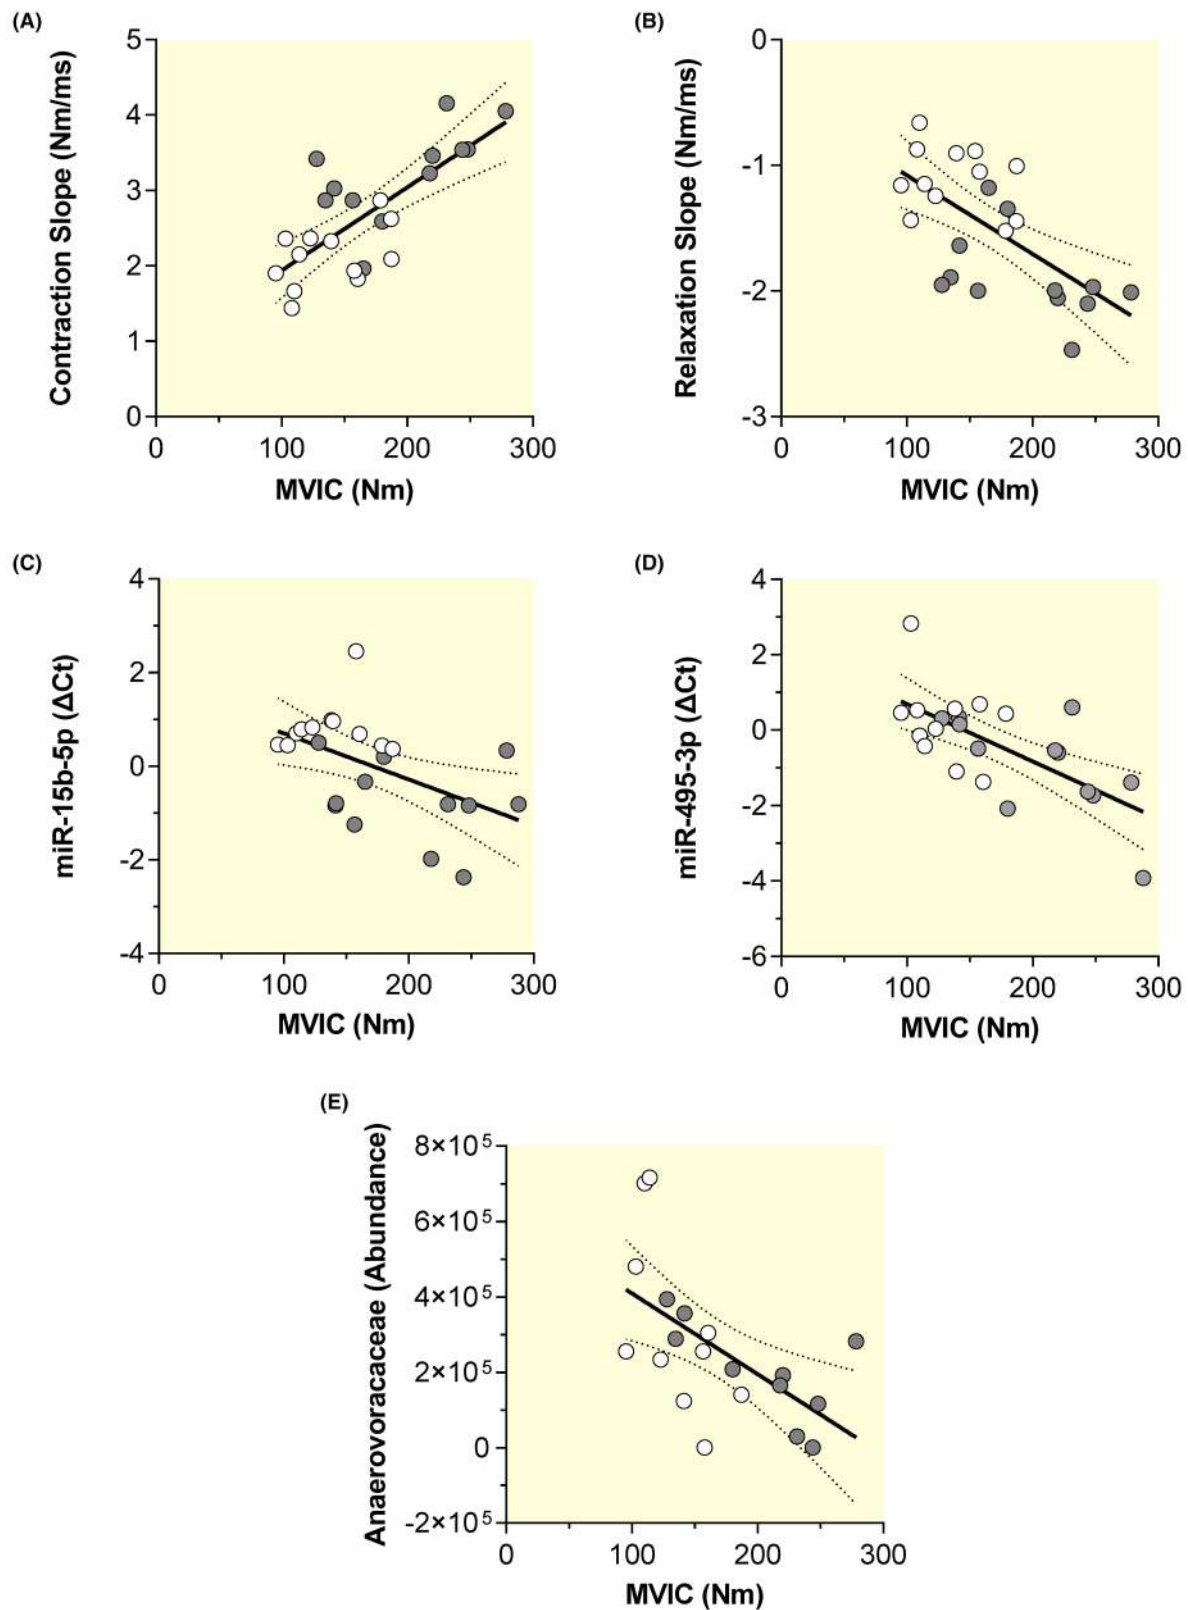 (A)
Contraction Slope (Nm/ms)
5
4
3
2
1
0
0 100 200 300
MVIC (Nm)
(B)
Relaxation Slope (Nm/ms)
0
-1
-2
-3
0 100 200 300
MVIC (Nm)
(C)
miR-15b-5p (ΔCt)
4
2
0
-2
-4
0 100 200 300
MVIC (Nm)
(D)
miR-495-3p (ΔCt)
4
2
0
-2
-4
-6
0 100 200 300
MVIC (Nm)
(E)
Anaerovoracaceae (Abundance)
8×10⁵
6×10⁵
4×10⁵
2×10⁵
0
-2×10⁵
0 100 200 300
MVIC (Nm)